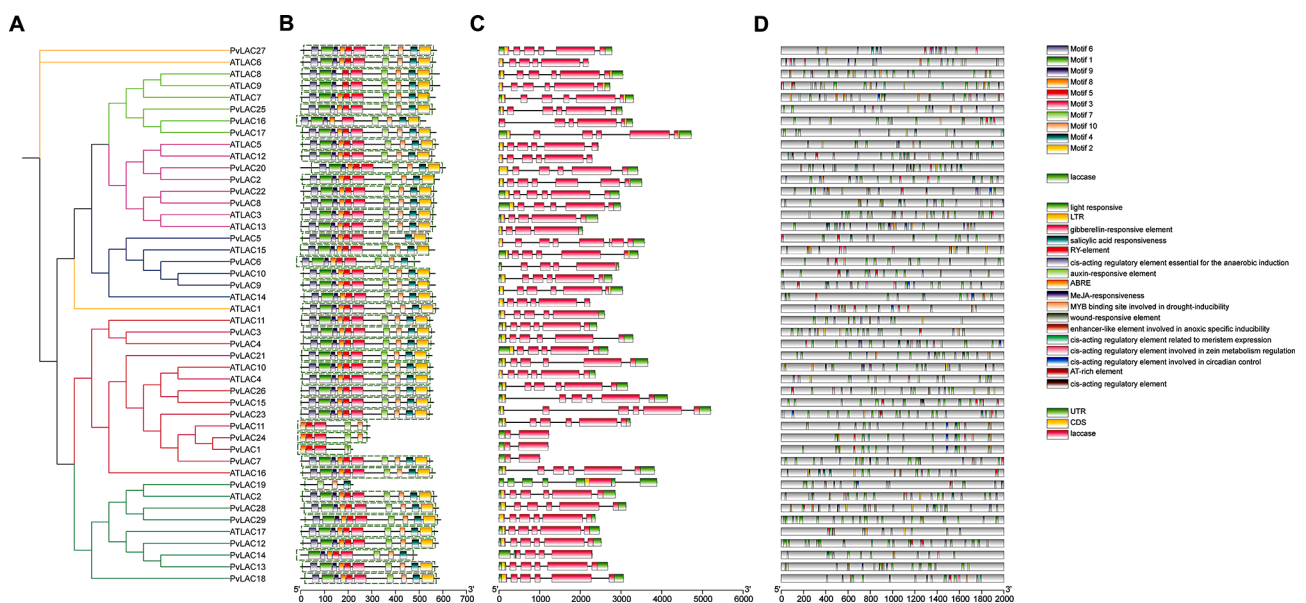 A
B
C
D
PvLAC27
ATLAC6
ATLAC8
ATLAC9
ATLAC7
PvLAC25
PvLAC16
PvLAC17
ATLAC5
ATLAC12
PvLAC20
PvLAC2
PvLAC22
PvLAC8
ATLAC3
ATLAC13
PvLAC5
ATLAC15
PvLAC6
PvLAC10
PvLAC9
ATLAC14
ATLAC1
ATLAC11
PvLAC3
PvLAC4
PvLAC21
ATLAC10
ATLAC4
PvLAC26
PvLAC15
PvLAC23
PvLAC11
PvLAC24
PvLAC1
PvLAC7
ATLAC16
PvLAC19
ATLAC2
PvLAC28
PvLAC29
ATLAC17
PvLAC12
PvLAC14
PvLAC13
PvLAC18
5' 3'
0 100 200 300 400 500 600 700
5' 3'
0 1000 2000 3000 4000 5000 6000
5' 3'
0 200 400 600 800 1000 1200 1400 1600 1800 2000
Motif 6
Motif 1
Motif 9
Motif 8
Motif 5
Motif 3
Motif 7
Motif 10
Motif 4
Motif 2
laccase
light responsive
LTR
gibberellin-responsive element
salicylic acid responsiveness
RY-element
cis-acting regulatory element essential for the anaerobic induction
auxin-responsive element
ABRE
MeJA-responsiveness
MYB binding site involved in drought-inducibility
wound-responsive element
enhancer-like element involved in anoxic specific inducibility
cis-acting regulatory element related to meristem expression
cis-acting regulatory element involved in zein metabolism regulation
cis-acting regulatory element involved in circadian control
AT-rich element
cis-acting regulatory element
UTR
CDS
laccase